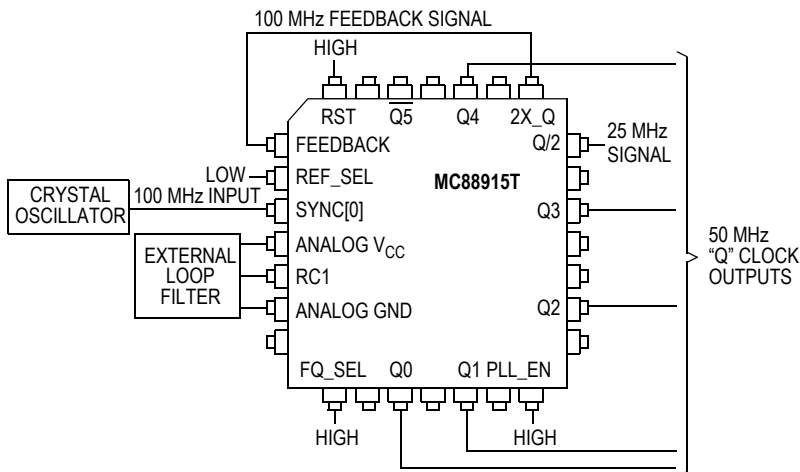 100 MHz FEEDBACK SIGNAL
HIGH
RST Q5 Q4 2X_Q
FEEDBACK
Q/2
25 MHz
SIGNAL
LOW
REF_SEL
MC88915T
CRYSTAL
OSCILLATOR
100 MHz INPUT
SYNC[0]
Q3
ANALOG VCC
EXTERNAL
LOOP
FILTER
RC1
50 MHz
“Q” CLOCK
OUTPUTS
ANALOG GND
Q2
FQ_SEL Q0 Q1 PLL_EN
HIGH HIGH